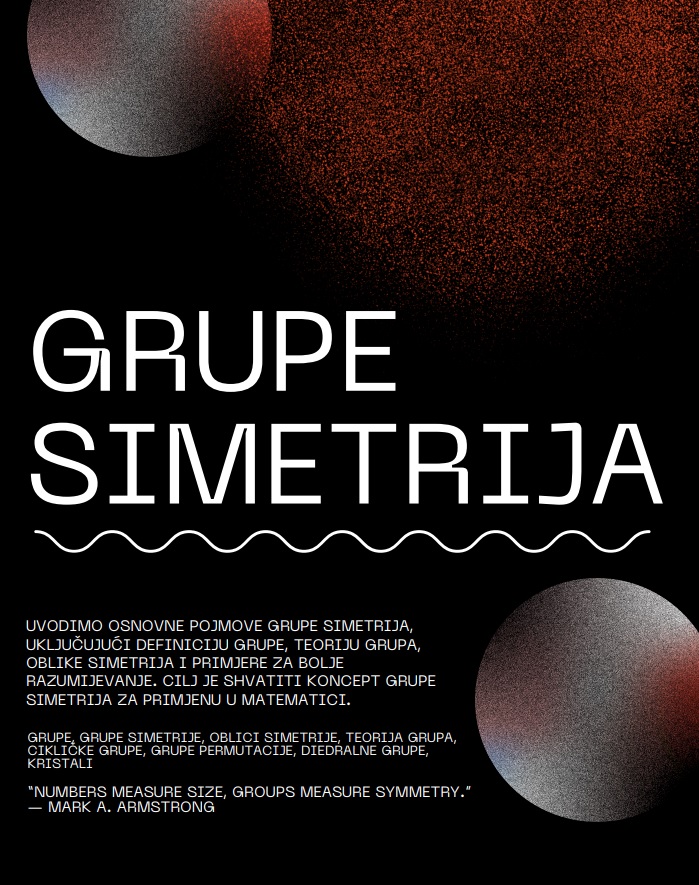 GRUPE
SIMETRIJA
UVODIMO OSNOVNE POJMOVE GRUPE SIMETRIJA,
UKLJUČUJUĆI DEFINICIJU GRUPE, TEORIJU GRUPA,
OBLIKE SIMETRIJA I PRIMJERE ZA BOLJE
RAZUMIJEVANJE. CILJ JE SHVATITI KONCEPT GRUPE
SIMETRIJA ZA PRIMJENU U MATEMATICI.
GRUPE, GRUPE SIMETRIJE, OBLICI SIMETRIJE, TEORIJA GRUPA,
CIKLIČKE GRUPE, GRUPE PERMUTACIJE, DIEDRALNE GRUPE,
KRISTALI
"NUMBERS MEASURE SIZE, GROUPS MEASURE SYMMETRY."
— MARK A. ARMSTRONG